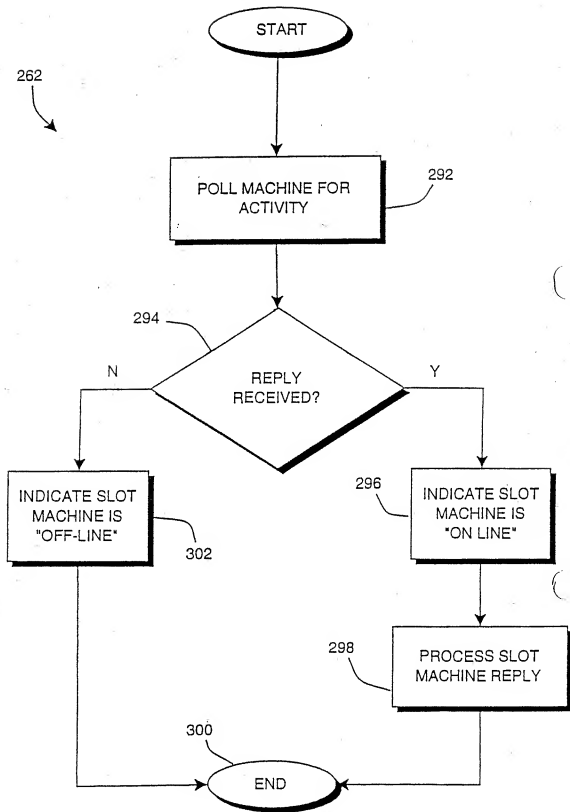 START
262
POLL MACHINE FOR
ACTIVITY
292
294
N
REPLY
RECEIVED?
Y
INDICATE SLOT
MACHINE IS
"OFF-LINE"
302
296
INDICATE SLOT
MACHINE IS
"ON LINE"
298
PROCESS SLOT
MACHINE REPLY
300
END